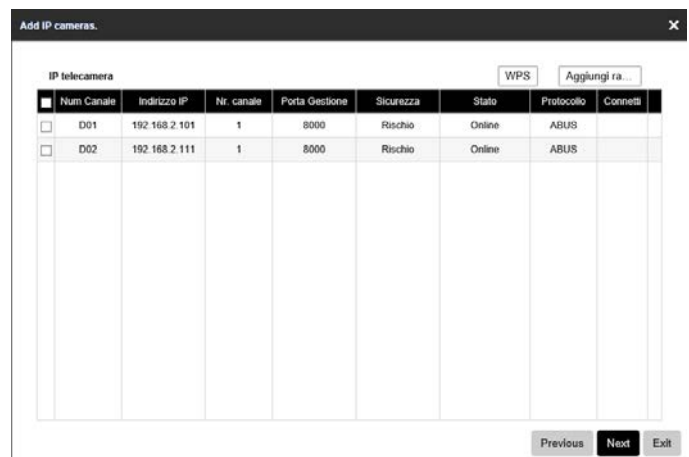 Add IP cameras.
IP telecamera
WPS
Aggiungi ra...
Num Canale Indirizzo IP Nr. canale Porta Gestione Sicurezza Stato Protocollo Connetti
D01 192.168.2.101 1 8000 Rischio Online ABUS
D02 192.168.2.111 1 8000 Rischio Online ABUS
Previous Next Exit